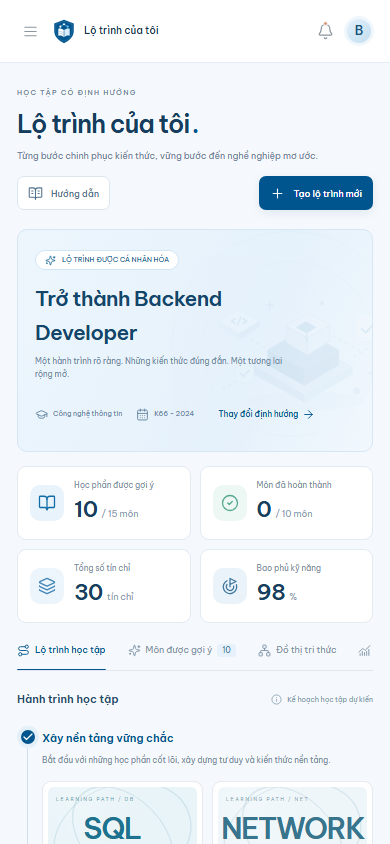 Lộ trình của tôi
B
HỌC TẬP CÓ ĐỊNH HƯỚNG
Lộ trình của tôi.
Từng bước chinh phục kiến thức, vững bước đến nghề nghiệp mơ ước.
Hướng dẫn
Tạo lộ trình mới
LỘ TRÌNH ĐƯỢC CÁ NHÂN HÓA
Trở thành Backend
Developer
Một hành trình rõ ràng. Những kiến thức đúng đắn. Một tương lai
rộng mở.
Công nghệ thông tin
K66 - 2024
Thay đổi định hướng
Học phần được gợi ý
10 / 15 môn
Môn đã hoàn thành
0 / 10 môn
Tổng số tín chỉ
30 tín chỉ
Bao phủ kỹ năng
98 %
Lộ trình học tập
Môn được gợi ý 10
Đồ thị tri thức
Hành trình học tập
Kế hoạch học tập dự kiến
Xây nền tảng vững chắc
Bắt đầu với những học phần cốt lõi, xây dựng tư duy và kiến thức nền tảng.
LEARNING PATH / DB
SQL
LEARNING PATH / NET
NETWORK